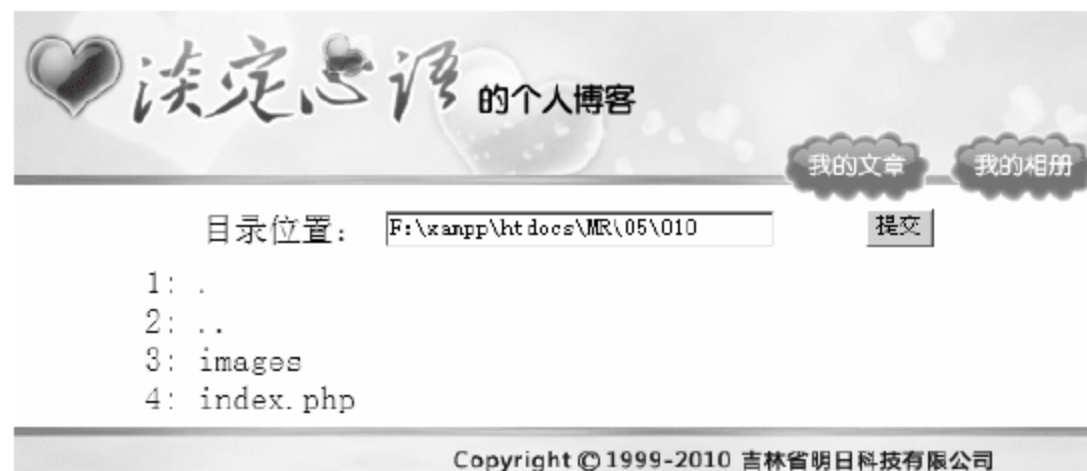 淡定心语 的个人博客
我的文章 我的相册
目录位置: F:\xampp\htdocs\MR\05\010 提交
1: .
2: ..
3: images
4: index.php
Copyright © 1999-2010 吉林省明日科技有限公司